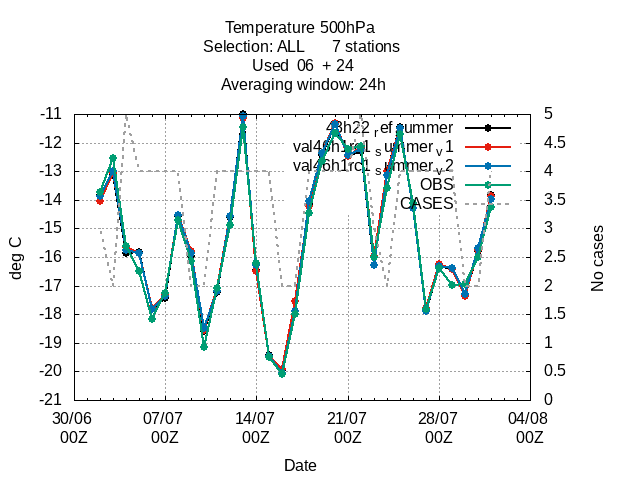 Temperature 500hPa
Selection: ALL 7 stations
Used 06 + 24
Averaging window: 24h
43h22_ref_summer
val46h1rc1_summer_v1
val46h1rc1_summer_v2
OBS
CASES
-11
-12
-13
-14
-15
-16
-17
-18
-19
-20
-21
5
4.5
4
3.5
3
2.5
2
1.5
1
0.5
0
deg C
No cases
30/06 07/07 14/07 21/07 28/07 04/08
00Z 00Z 00Z 00Z 00Z 00Z
Date